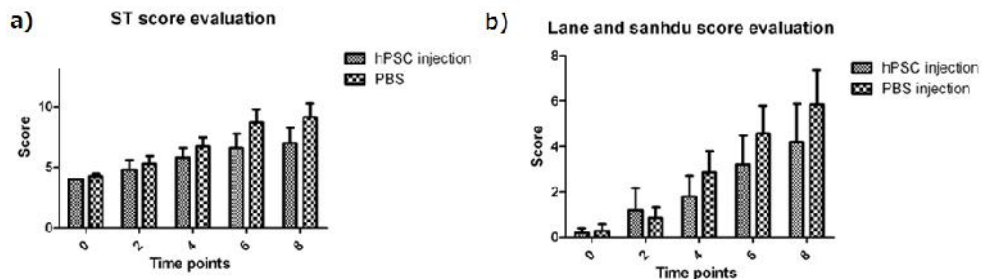 a)
ST score evaluation
hPSC injection
PBS
10
5
0
Score
0 2 4 6 8
Time points
b)
Lane and sanhdu score evaluation
hPSC injection
PBS injection
8
6
4
2
0
Score
0 2 4 6 8
Time points